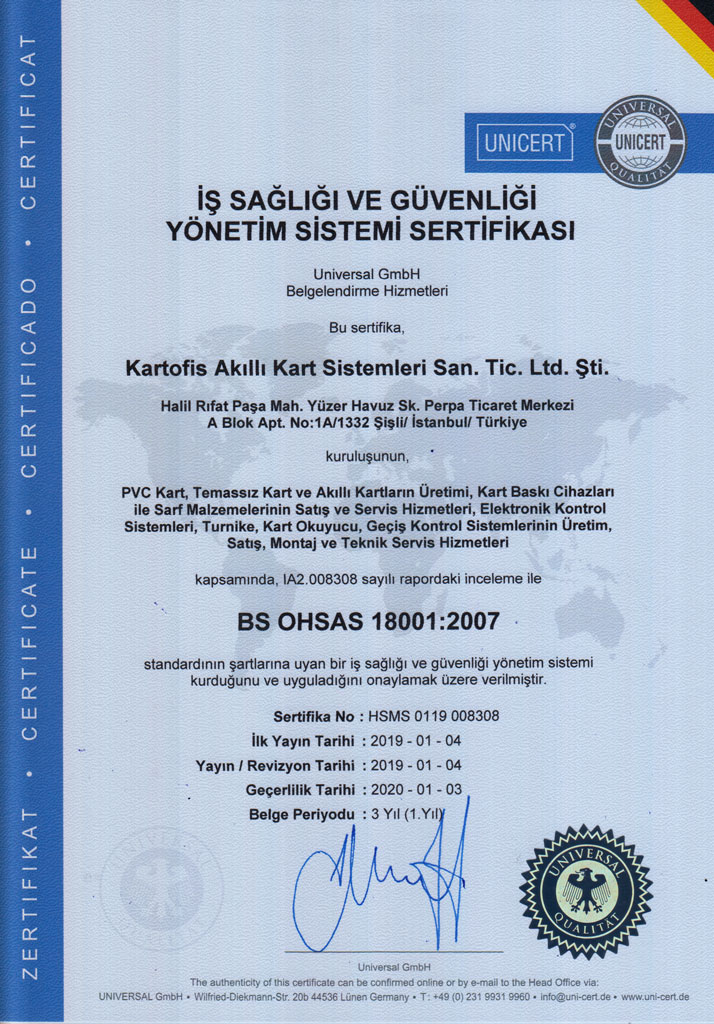 ZERTIFIKAT • CERTIFICATE • CERTIFICADO • CERTIFICAT
UNICERT®
UNIVERSAL
UNICERT
QUALITÄT
İŞ SAĞLIĞI VE GÜVENLİĞİ
YÖNETİM SİSTEMİ SERTİFİKASI
Universal GmbH
Belgelendirme Hizmetleri
Bu sertifika,
Kartofis Akıllı Kart Sistemleri San. Tic. Ltd. Şti.
Halil Rıfat Paşa Mah. Yüzer Havuz Sk. Perpa Ticaret Merkezi
A Blok Apt. No:1A/1332 Şişli/ İstanbul/ Türkiye
kuruluşunun,
PVC Kart, Temassız Kart ve Akıllı Kartların Üretimi, Kart Baskı Cihazları
ile Sarf Malzemelerinin Satış ve Servis Hizmetleri, Elektronik Kontrol
Sistemleri, Turnike, Kart Okuyucu, Geçiş Kontrol Sistemlerinin Üretim,
Satış, Montaj ve Teknik Servis Hizmetleri
kapsamında, IA2.008308 sayılı rapordaki inceleme ile
BS OHSAS 18001:2007
standardının şartlarına uyan bir iş sağlığı ve güvenliği yönetim sistemi
kurduğunu ve uyguladığını onaylamak üzere verilmiştir.
Sertifika No : HSMS 0119 008308
İlk Yayın Tarihi : 2019 - 01 - 04
Yayın / Revizyon Tarihi : 2019 - 01 - 04
Geçerlilik Tarihi : 2020 - 01 - 03
Belge Periyodu : 3 Yıl (1.Yıl)
UNIVERSAL
QUALITÄT
Universal GmbH
The authenticity of this certificate can be confirmed online or by e-mail to the Head Office via:
UNIVERSAL GmbH • Wilfried-Diekmann-Str. 20b 44536 Lünen Germany • T : +49 (0) 231 9931 9960 • info@uni-cert.de • www.uni-cert.de